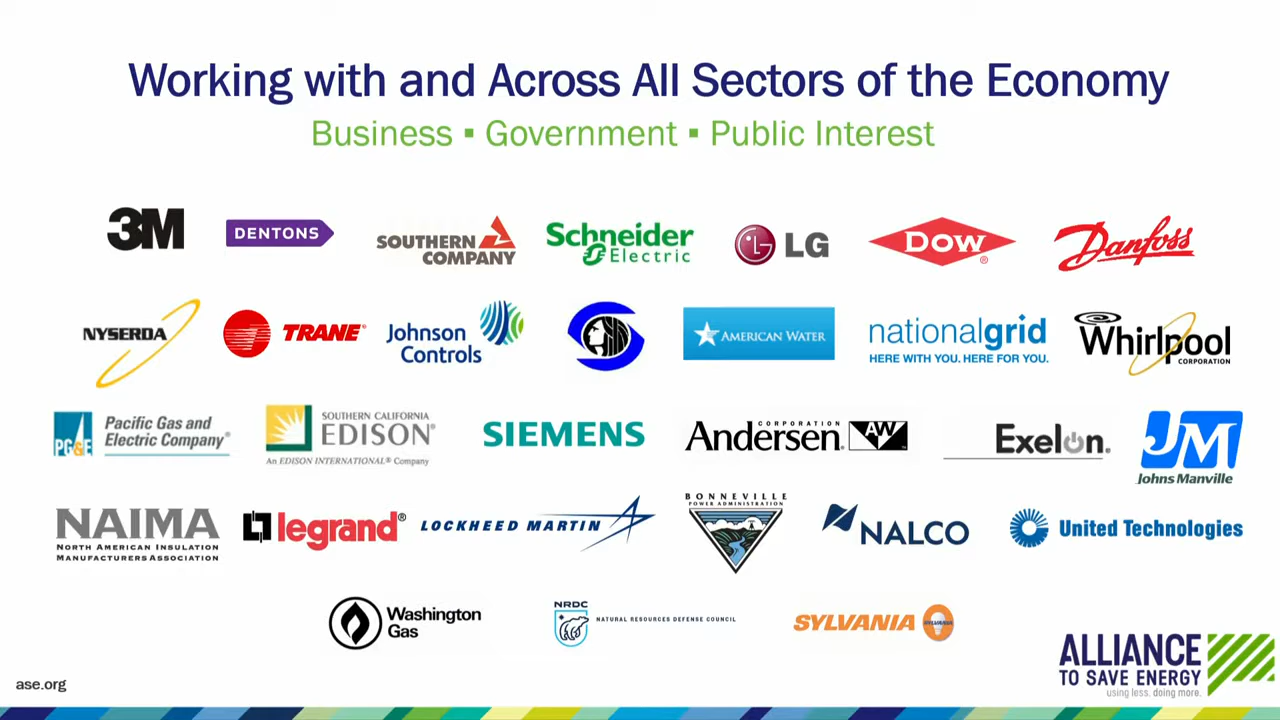 Working with and Across All Sectors of the Economy
Business ▪ Government ▪ Public Interest
3M
DENTONS
SOUTHERN
COMPANY
Schneider
Electric
LG
DOW®
Danfoss
NYSERDA
TRANE®
Johnson
Controls
AMERICAN WATER
nationalgrid
HERE WITH YOU. HERE FOR YOU.
Whirlpool
CORPORATION
PG&E
Pacific Gas and
Electric Company®
SOUTHERN CALIFORNIA
EDISON®
An EDISON INTERNATIONAL® Company
SIEMENS
CORPORATION
Andersen® AW
Exelon®
JM
Johns Manville
NAIMA
NORTH AMERICAN INSULATION
MANUFACTURERS ASSOCIATION
legrand®
LOCKHEED MARTIN
BONNEVILLE
POWER ADMINISTRATION
NALCO
United Technologies
Washington
Gas
NRDC
NATURAL RESOURCES DEFENSE COUNCIL
SYLVANIA
SYLVANIA
ase.org
ALLIANCE
TO SAVE ENERGY
using less. doing more.